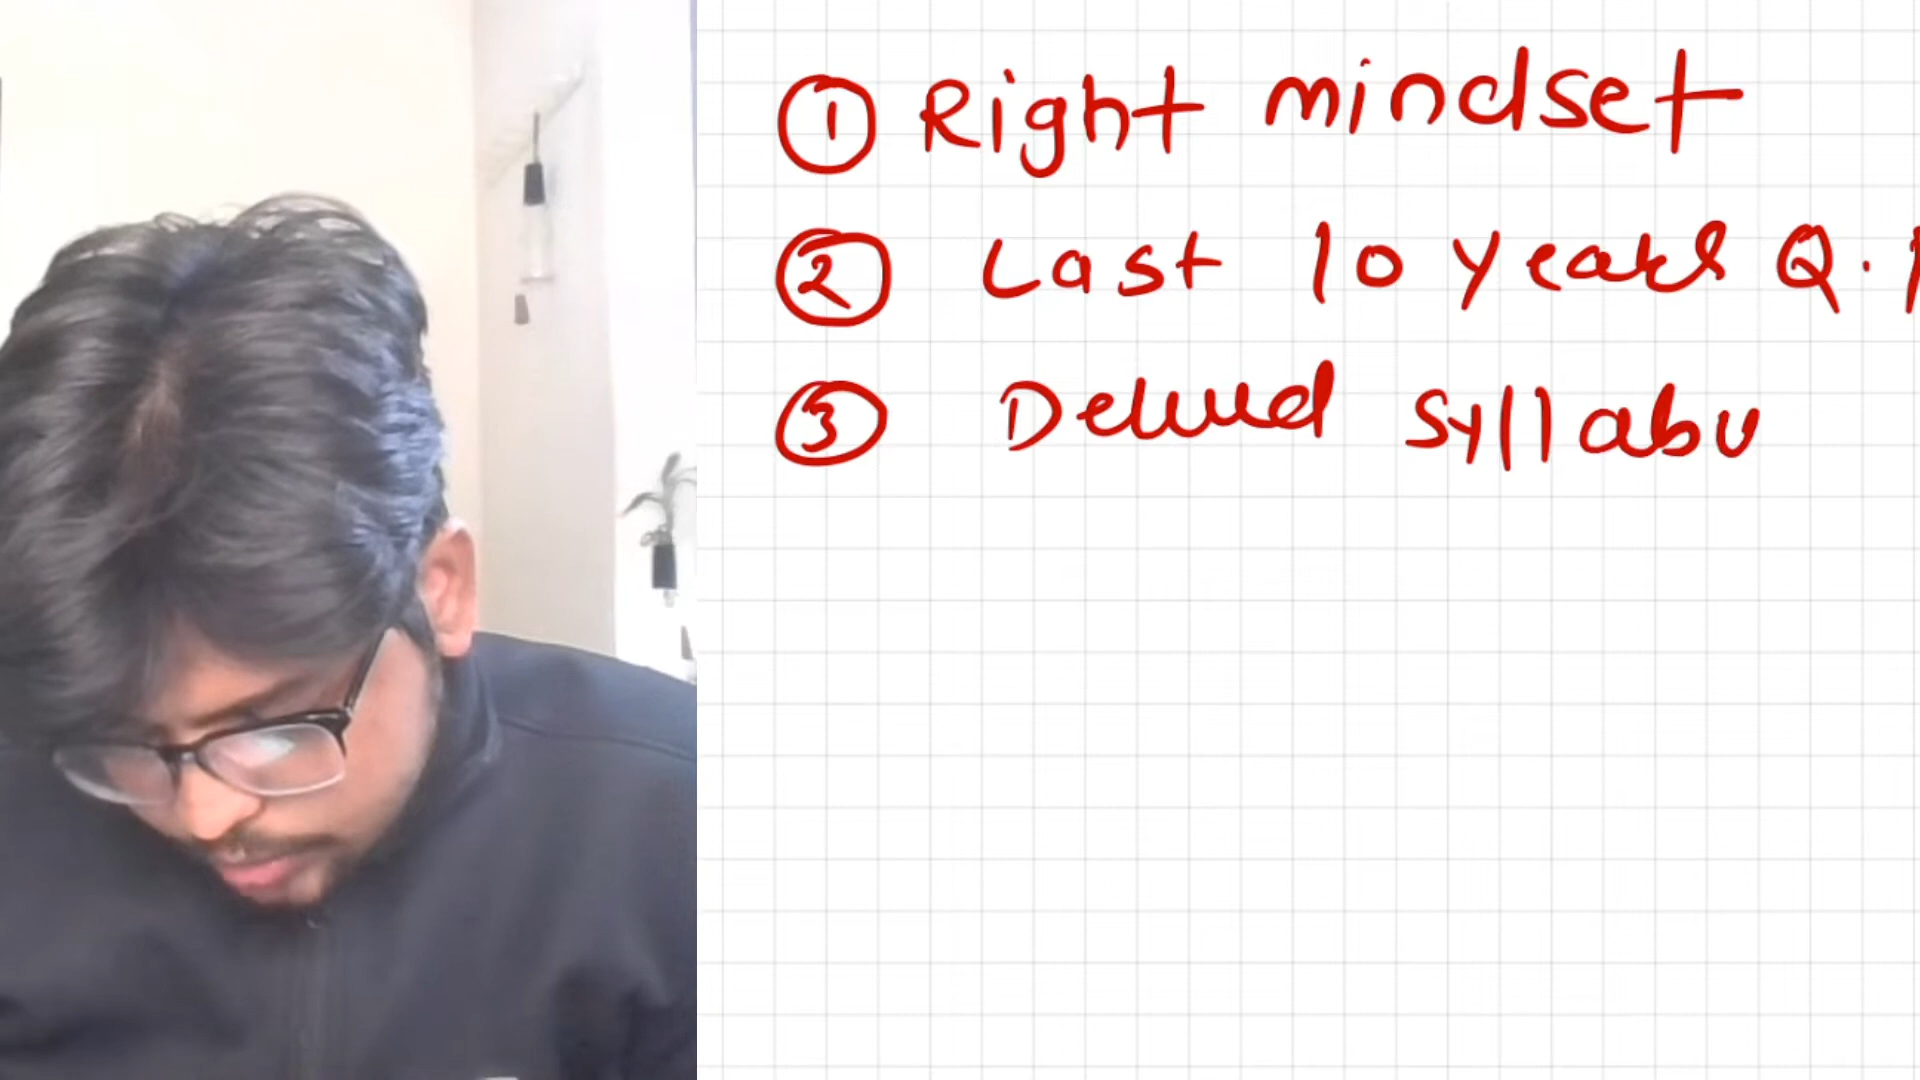 ① Right mindset
② Last 10 years Q.
③ syllabu